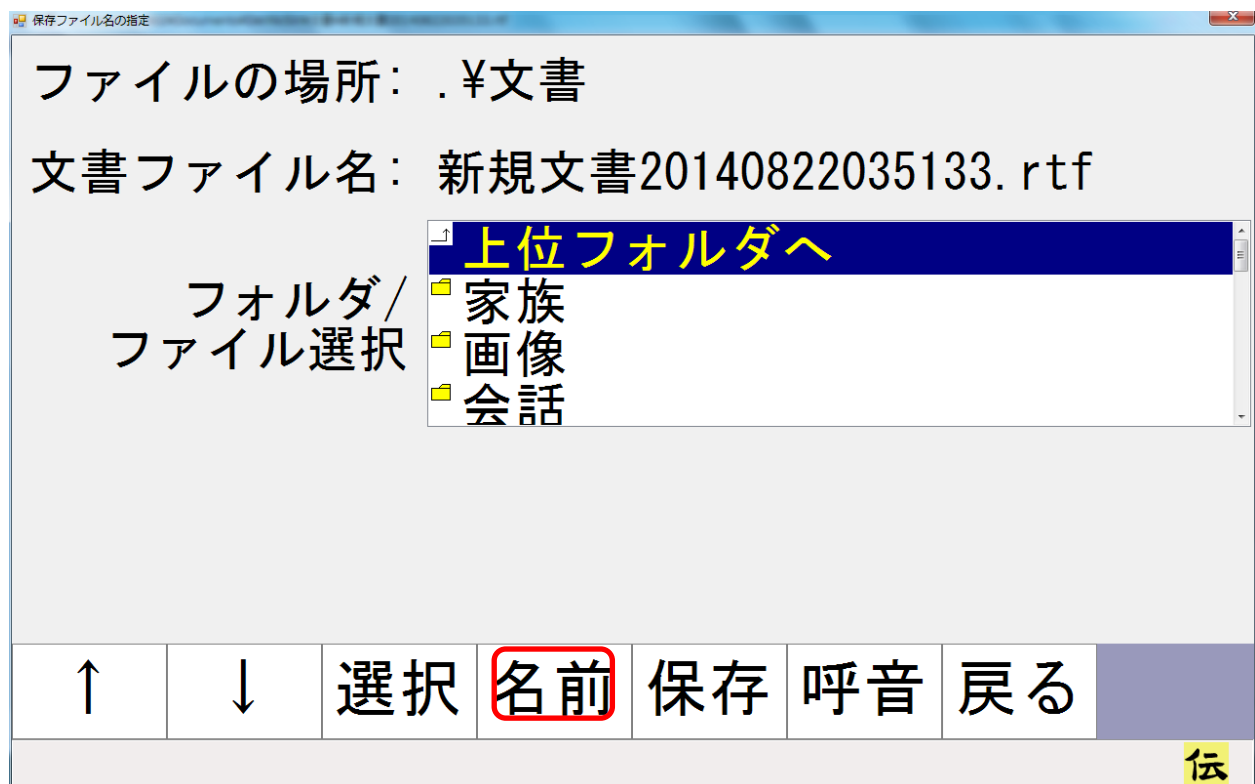 保存ファイル名の指定
ファイルの場所: .¥文書
文書ファイル名: 新規文書20140822035133.rtf
フォルダ/
ファイル選択
上位フォルダへ
家族
画像
会話
↑ ↓ 選択 名前 保存 呼音 戻る
伝